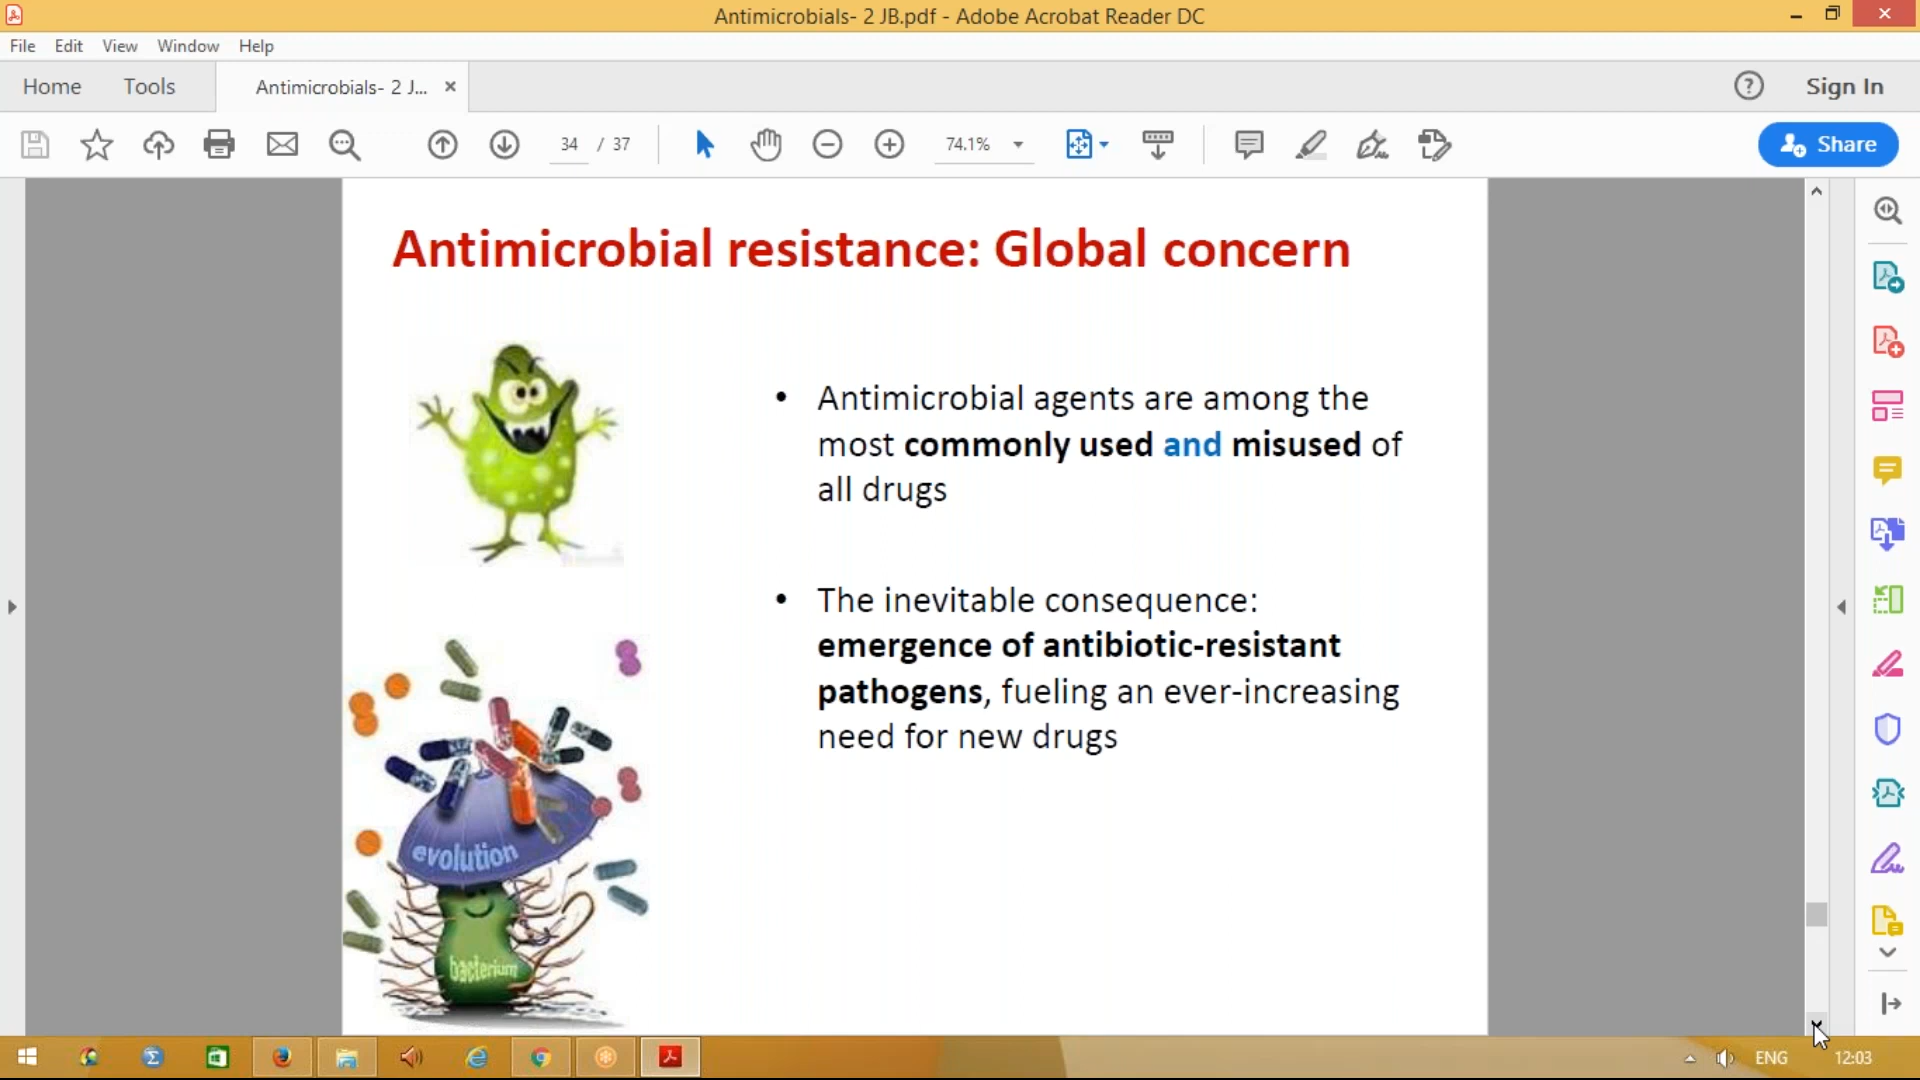 Antimicrobials- 2 JB.pdf - Adobe Acrobat Reader DC
File Edit View Window Help
Home Tools Antimicrobials- 2 J... × Sign In
34 / 37 74.1% Share
Antimicrobial resistance: Global concern
• Antimicrobial agents are among the
most commonly used and misused of
all drugs
• The inevitable consequence:
emergence of antibiotic-resistant
pathogens, fueling an ever-increasing
need for new drugs
evolution
bacterium
ENG 12:03